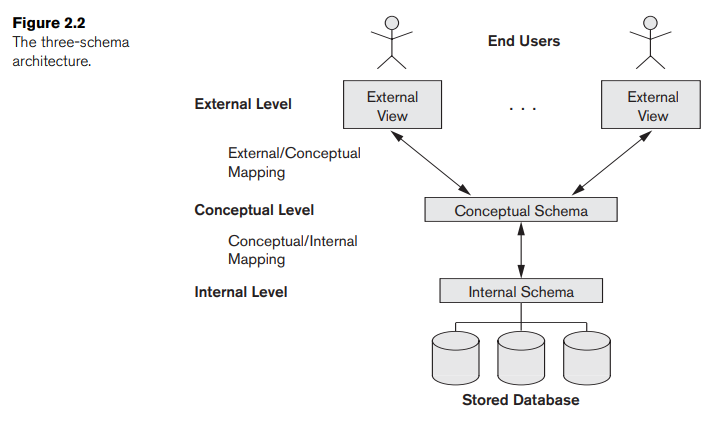 Figure 2.2
The three-schema
architecture.
End Users
External Level
External
View
. . .
External
View
External/Conceptual
Mapping
Conceptual Level
Conceptual Schema
Conceptual/Internal
Mapping
Internal Level
Internal Schema
Stored Database